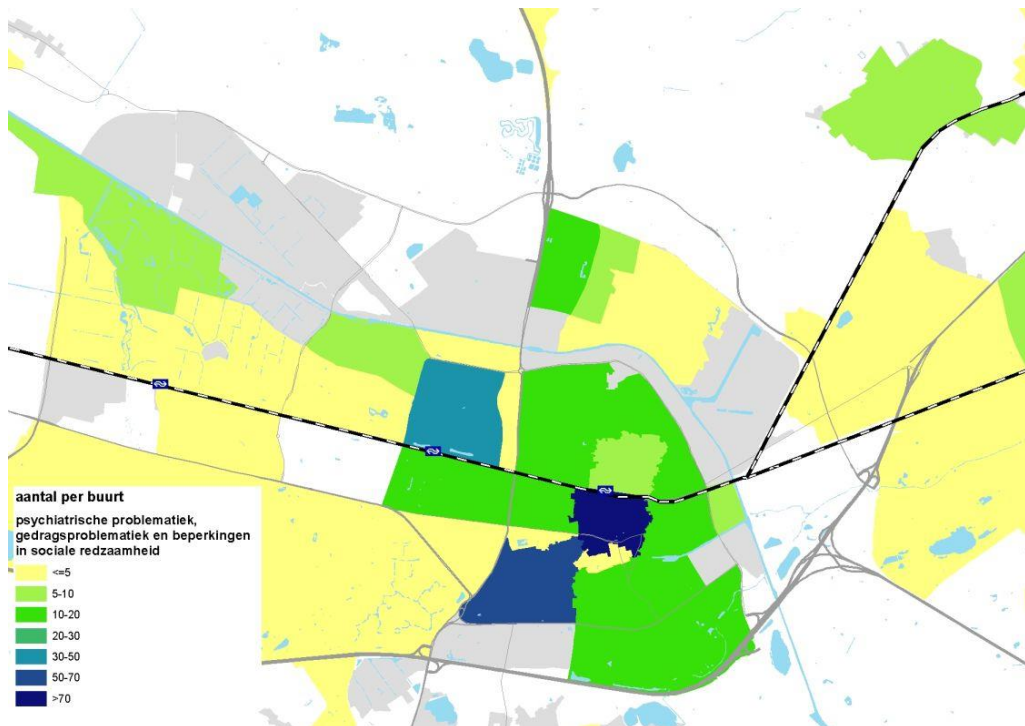 aantal per buurt
psychiatrische problematiek,
gedragsproblematiek en beperkingen
in sociale redzaamheid
<=5
5-10
10-20
20-30
30-50
50-70
>70